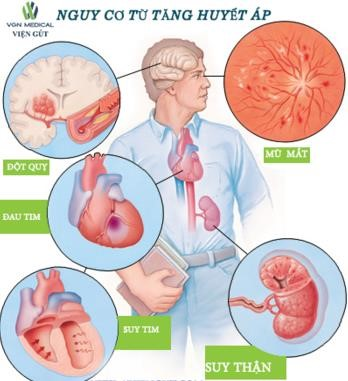 VGN MEDICAL
VIỆN GÚT
NGUY CƠ TỪ TĂNG HUYẾT ÁP
ĐỘT QUỴ
MÙ MẮT
ĐAU TIM
SUY TIM
SUY THẬN